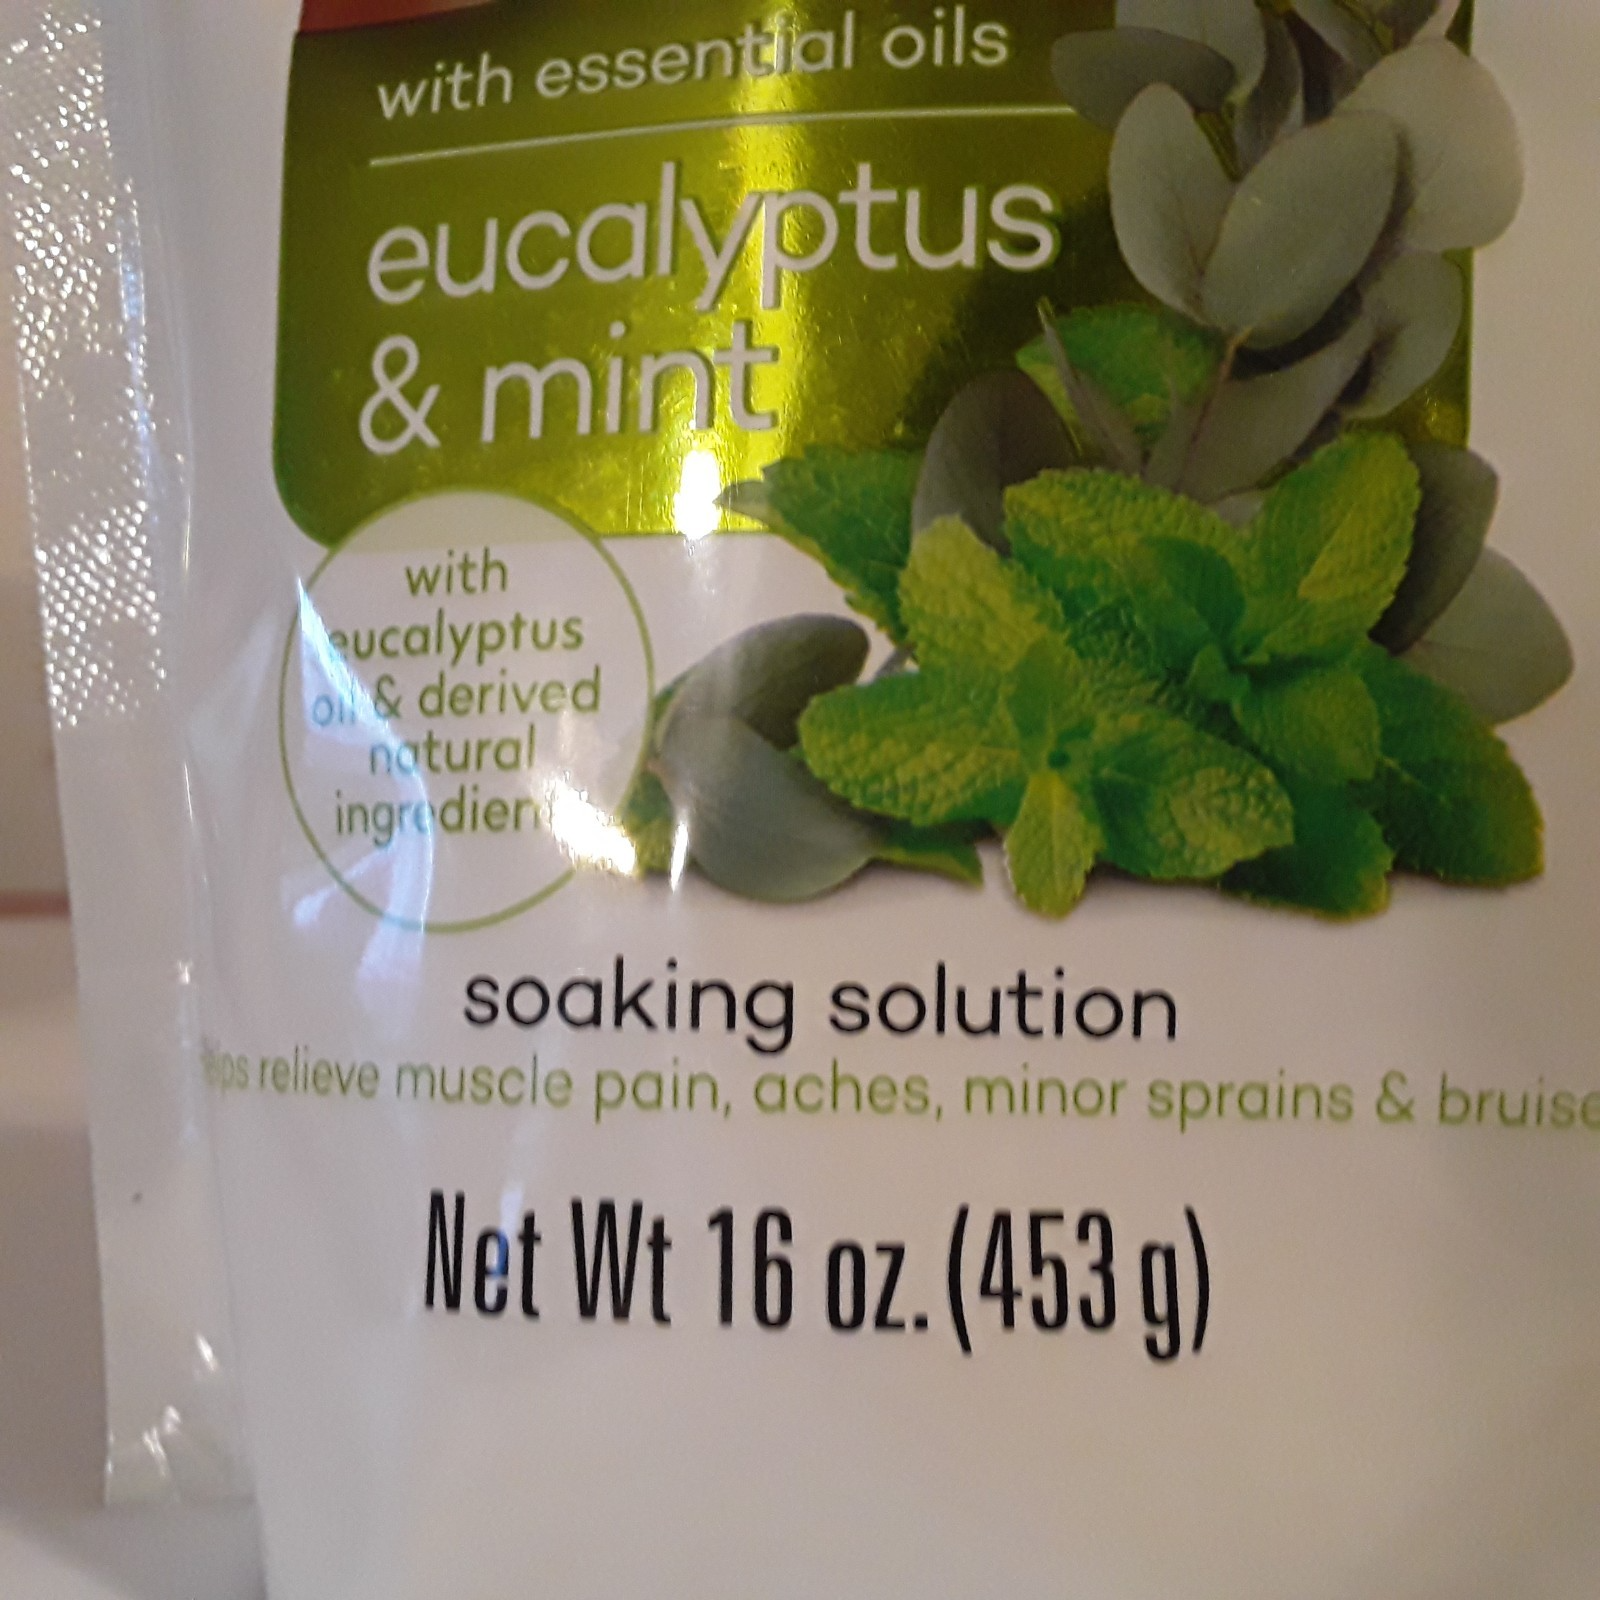 with essential oils
eucalyptus
& mint
with
eucalyptus
oil & derived
natural
soaking solution
relieve muscle pain, aches, minor sprains &
Net Wt 16 oz. (453 g)